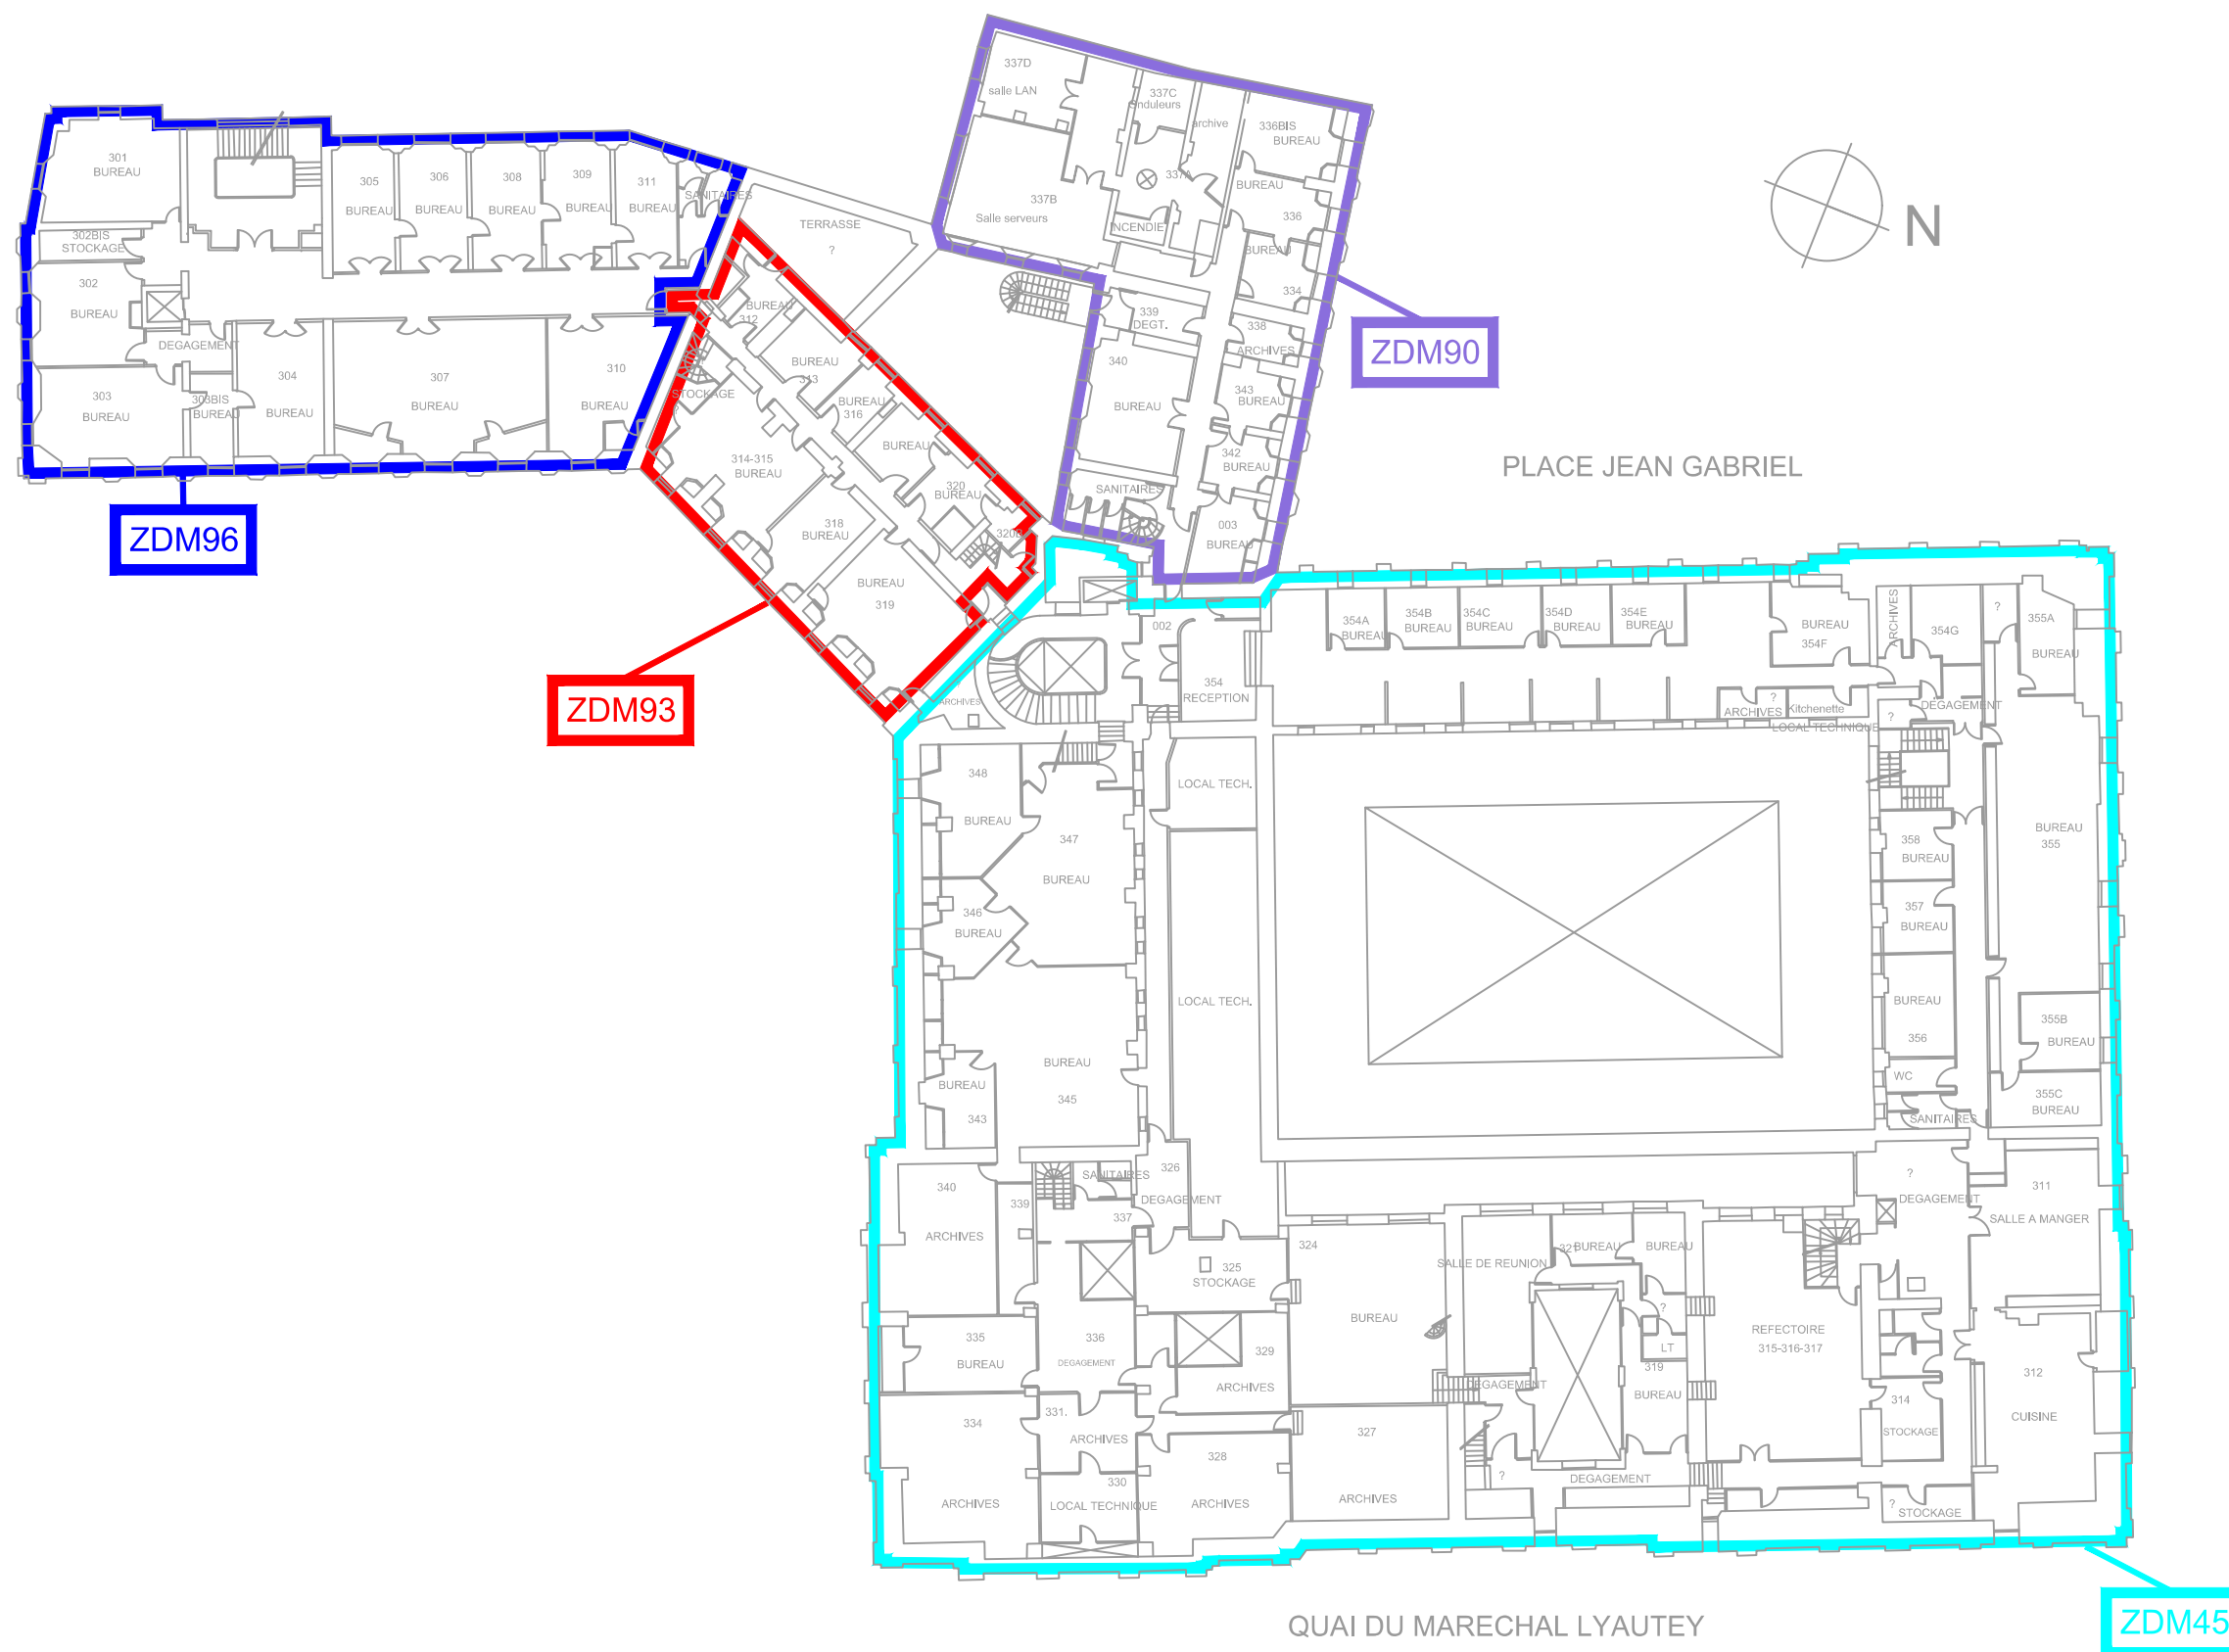 337D
salle LAN
337C
Onduleurs
archive
336BIS
BUREAU
337A
337B
Salle serveurs
INCENDIE
BUREAU
336
BUREAU
334
339
DEGT.
338
ARCHIVES
340
BUREAU
343
BUREAU
342
BUREAU
SANITAIRES
003
BUREAU
ZDM90
N
PLACE JEAN GABRIEL
301
BUREAU
302BIS
STOCKAGE
302
BUREAU
DEGAGEMENT
303
BUREAU
303BIS
BUREAU
304
BUREAU
305
BUREAU
306
BUREAU
308
BUREAU
309
BUREAU
311
BUREAU
SANITAIRES
307
BUREAU
310
BUREAU
ZDM96
TERRASSE
?
BUREAU
312
BUREAU
313
STOCKAGE
BUREAU
316
BUREAU
314-315
BUREAU
320
BUREAU
318
BUREAU
320B
BUREAU
319
ZDM93
002
354
RECEPTION
ARCHIVES
354A
BUREAU
354B
BUREAU
354C
BUREAU
354D
BUREAU
354E
BUREAU
BUREAU
354F
ARCHIVES
354G
?
355A
BUREAU
?
ARCHIVES
Kitchenette
LOCAL TECHNIQUE
?
DEGAGEMENT
348
BUREAU
347
BUREAU
LOCAL TECH.
346
BUREAU
LOCAL TECH.
BUREAU
345
BUREAU
343
358
BUREAU
357
BUREAU
BUREAU
356
WC
SANITAIRES
BUREAU
355
355B
BUREAU
355C
BUREAU
340
ARCHIVES
339
SANITAIRES
337
326
DEGAGEMENT
325
STOCKAGE
335
BUREAU
336
DEGAGEMENT
329
ARCHIVES
334
ARCHIVES
331.
ARCHIVES
330
LOCAL TECHNIQUE
328
ARCHIVES
324
BUREAU
327
ARCHIVES
SALLE DE REUNION
321
BUREAU
BUREAU
?
LT
319
BUREAU
DEGAGEMENT
?
DEGAGEMENT
REFECTOIRE
315-316-317
?
DEGAGEMENT
311
SALLE A MANGER
312
CUISINE
314
STOCKAGE
?
STOCKAGE
ZDM45
QUAI DU MARECHAL LYAUTEY